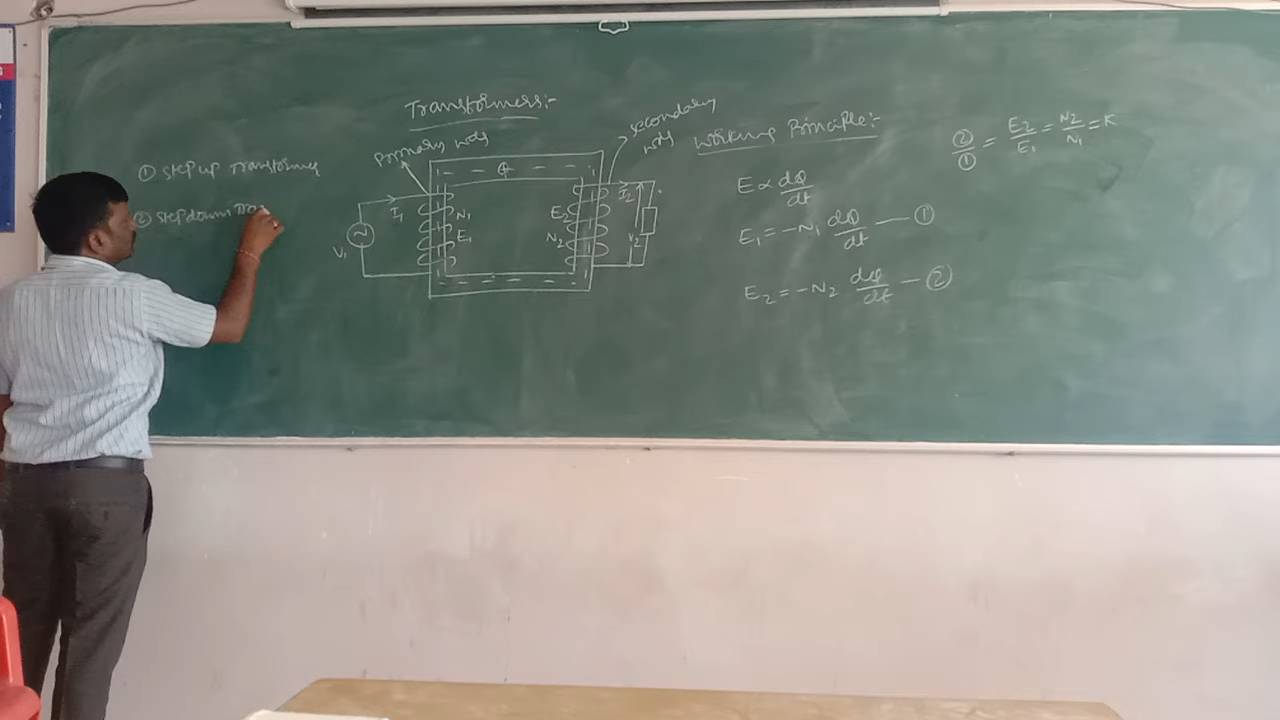 Transformers:-
① Step up Transformer
② Step down Tra
Primary wdg
secondary
wdg
I₁
V₁
N₁
E₁
ϕ
E₂
N₂
I₂
V₂
Working Principle:-
E ∝ dϕ/dt
E₁ = -N₁ dϕ/dt — ①
E₂ = -N₂ dϕ/dt — ②
②/① = E₂/E₁ = N₂/N₁ = K